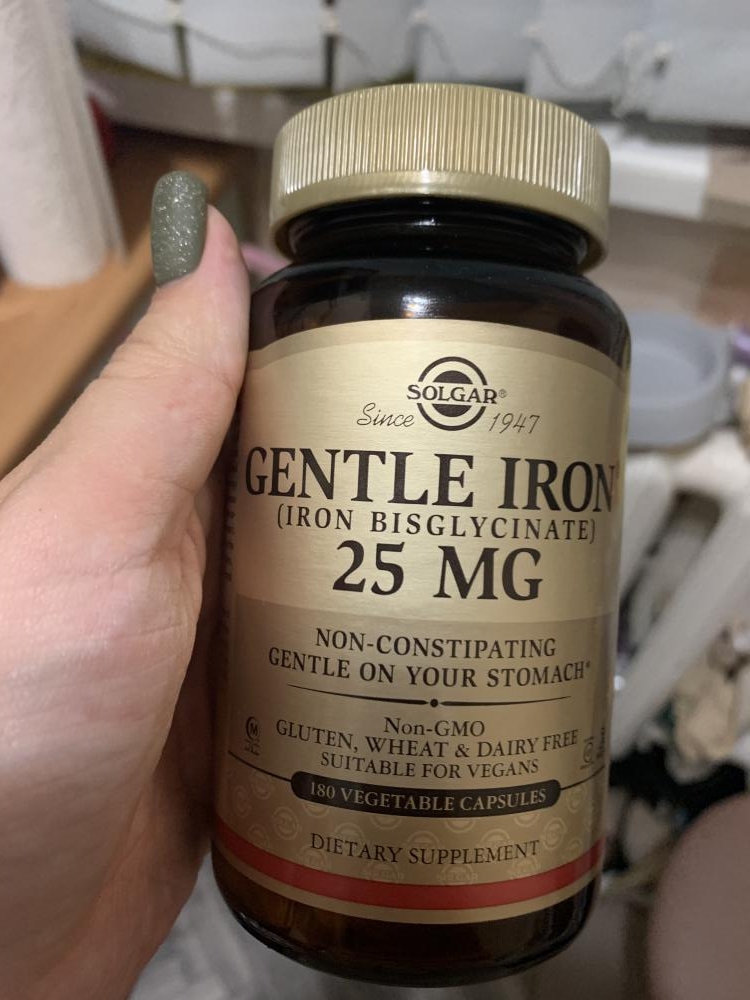 SOLGAR®
Since 1947
GENTLE IRON®
(IRON BISGLYCINATE)
25 MG
NON-CONSTIPATING
GENTLE ON YOUR STOMACH*
Non-GMO
GLUTEN, WHEAT & DAIRY FREE
SUITABLE FOR VEGANS
180 VEGETABLE CAPSULES
DIETARY SUPPLEMENT